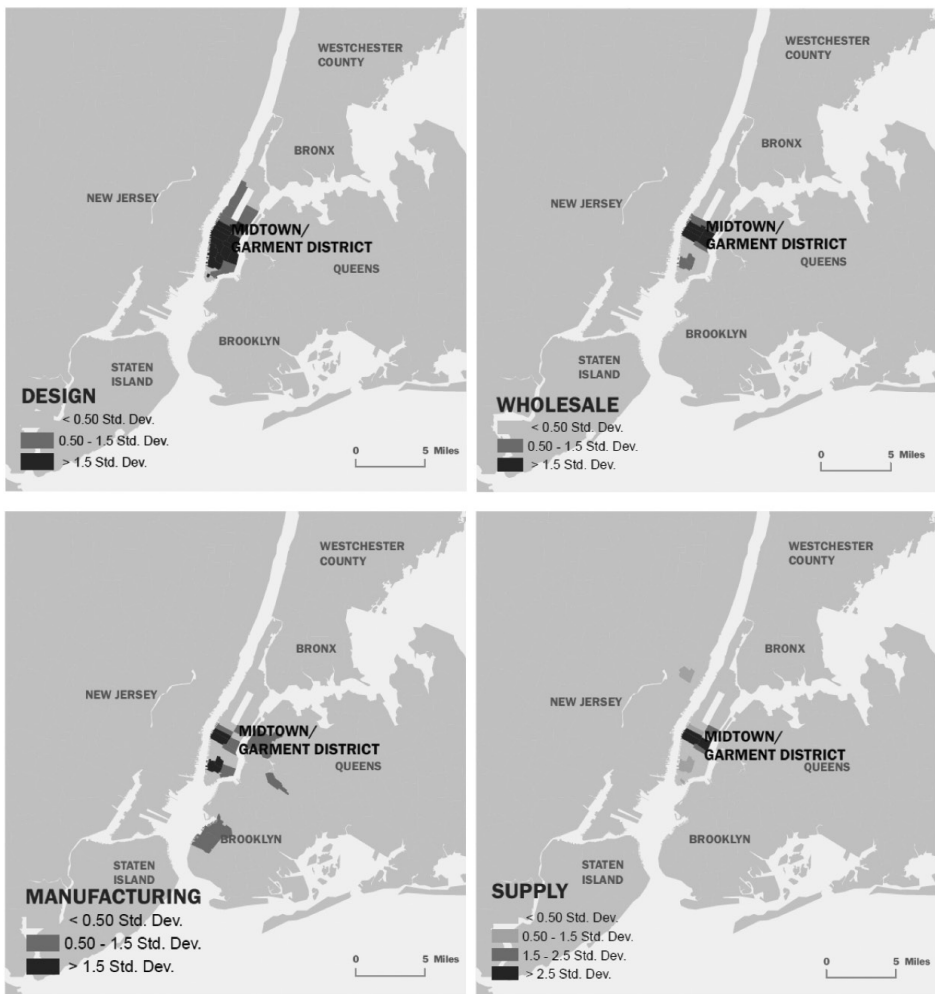 WESTCHESTER
COUNTY
BRONX
NEW JERSEY
MIDTOWN/
GARMENT DISTRICT
QUEENS
BROOKLYN
STATEN
ISLAND
DESIGN
< 0.50 Std. Dev.
0.50 - 1.5 Std. Dev.
> 1.5 Std. Dev.
0 5 Miles
WESTCHESTER
COUNTY
BRONX
NEW JERSEY
MIDTOWN/
GARMENT DISTRICT
QUEENS
BROOKLYN
STATEN
ISLAND
WHOLESALE
< 0.50 Std. Dev.
0.50 - 1.5 Std. Dev.
> 1.5 Std. Dev.
0 5 Miles
WESTCHESTER
COUNTY
BRONX
NEW JERSEY
MIDTOWN/
GARMENT DISTRICT
QUEENS
BROOKLYN
STATEN
ISLAND
MANUFACTURING
< 0.50 Std. Dev.
0.50 - 1.5 Std. Dev.
> 1.5 Std. Dev.
0 5 Miles
WESTCHESTER
COUNTY
BRONX
NEW JERSEY
MIDTOWN/
GARMENT DISTRICT
QUEENS
BROOKLYN
STATEN
ISLAND
SUPPLY
< 0.50 Std. Dev.
0.50 - 1.5 Std. Dev.
1.5 - 2.5 Std. Dev.
> 2.5 Std. Dev.
0 5 Miles